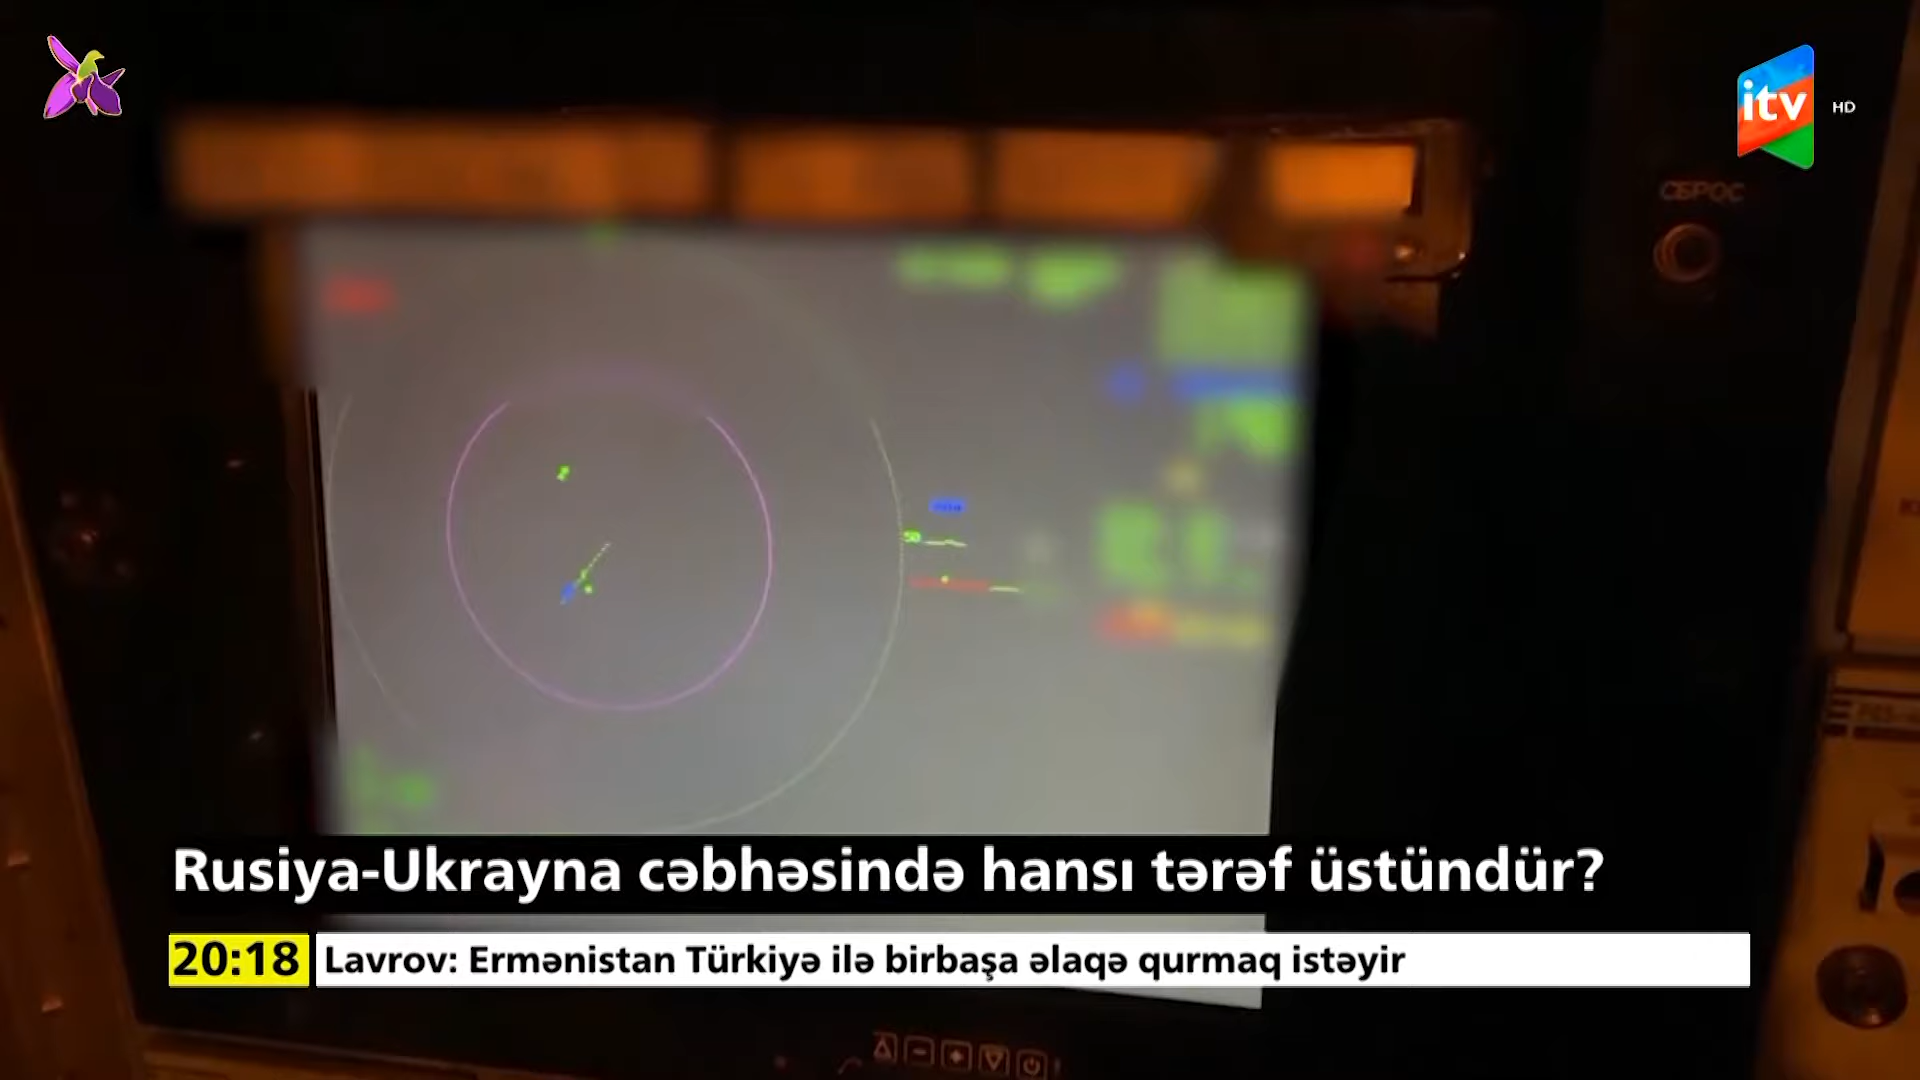 itv HD
СБРОС
50
Rusiya-Ukrayna cəbhəsində hansı tərəf üstündür?
20:18 Lavrov: Ermənistan Türkiyə ilə birbaşa əlaqə qurmaq istəyir